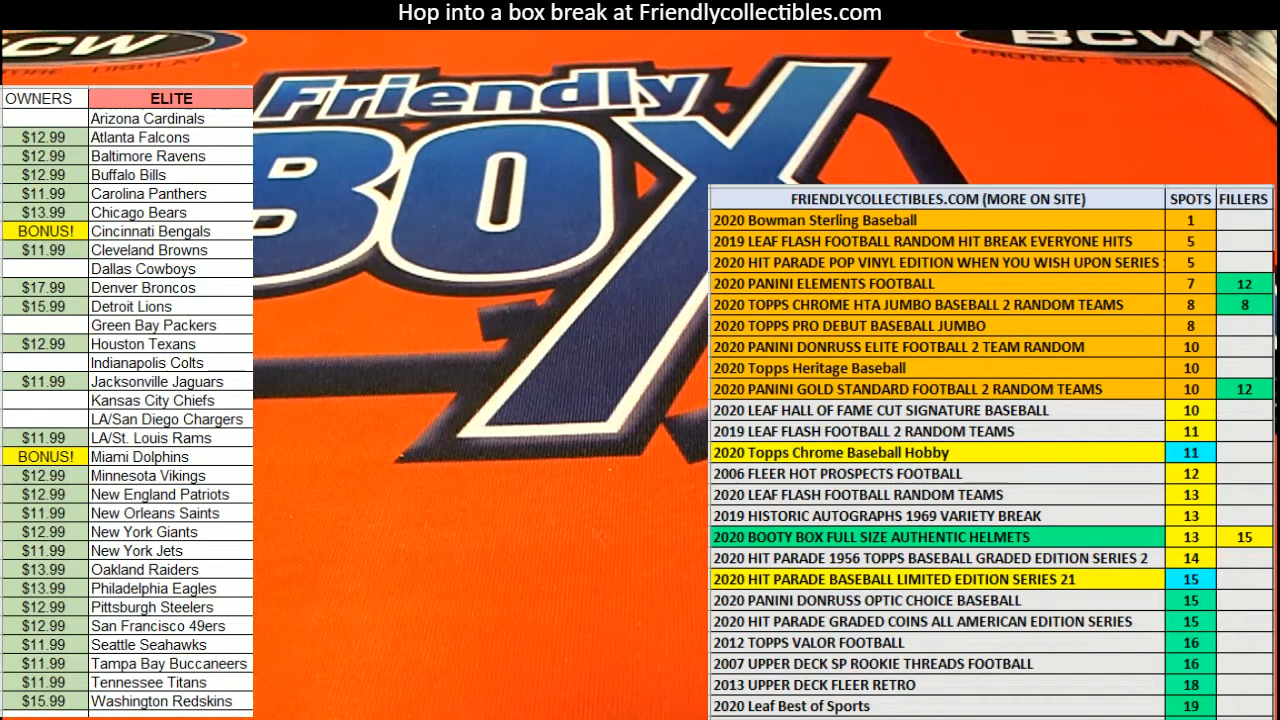 Hop into a box break at Friendlycollectibles.com
BCW
BCW
PROTECT · STORE
Friendly
BOX
OWNERS ELITE
Arizona Cardinals
$12.99 Atlanta Falcons
$12.99 Baltimore Ravens
$12.99 Buffalo Bills
$11.99 Carolina Panthers
$13.99 Chicago Bears
BONUS! Cincinnati Bengals
$11.99 Cleveland Browns
Dallas Cowboys
$17.99 Denver Broncos
$15.99 Detroit Lions
Green Bay Packers
$12.99 Houston Texans
Indianapolis Colts
$11.99 Jacksonville Jaguars
Kansas City Chiefs
LA/San Diego Chargers
$11.99 LA/St. Louis Rams
BONUS! Miami Dolphins
$12.99 Minnesota Vikings
$12.99 New England Patriots
$11.99 New Orleans Saints
$12.99 New York Giants
$11.99 New York Jets
$13.99 Oakland Raiders
$13.99 Philadelphia Eagles
$12.99 Pittsburgh Steelers
$12.99 San Francisco 49ers
$11.99 Seattle Seahawks
$11.99 Tampa Bay Buccaneers
$11.99 Tennessee Titans
$15.99 Washington Redskins
FRIENDLYCOLLECTIBLES.COM (MORE ON SITE) SPOTS FILLERS
2020 Bowman Sterling Baseball 1
2019 LEAF FLASH FOOTBALL RANDOM HIT BREAK EVERYONE HITS 5
2020 HIT PARADE POP VINYL EDITION WHEN YOU WISH UPON SERIES 5
2020 PANINI ELEMENTS FOOTBALL 7 12
2020 TOPPS CHROME HTA JUMBO BASEBALL 2 RANDOM TEAMS 8 8
2020 TOPPS PRO DEBUT BASEBALL JUMBO 8
2020 PANINI DONRUSS ELITE FOOTBALL 2 TEAM RANDOM 10
2020 Topps Heritage Baseball 10
2020 PANINI GOLD STANDARD FOOTBALL 2 RANDOM TEAMS 10 12
2020 LEAF HALL OF FAME CUT SIGNATURE BASEBALL 10
2019 LEAF FLASH FOOTBALL 2 RANDOM TEAMS 11
2020 Topps Chrome Baseball Hobby 11
2006 FLEER HOT PROSPECTS FOOTBALL 12
2020 LEAF FLASH FOOTBALL RANDOM TEAMS 13
2019 HISTORIC AUTOGRAPHS 1969 VARIETY BREAK 13
2020 BOOTY BOX FULL SIZE AUTHENTIC HELMETS 13 15
2020 HIT PARADE 1956 TOPPS BASEBALL GRADED EDITION SERIES 2 14
2020 HIT PARADE BASEBALL LIMITED EDITION SERIES 21 15
2020 PANINI DONRUSS OPTIC CHOICE BASEBALL 15
2020 HIT PARADE GRADED COINS ALL AMERICAN EDITION SERIES 15
2012 TOPPS VALOR FOOTBALL 16
2007 UPPER DECK SP ROOKIE THREADS FOOTBALL 16
2013 UPPER DECK FLEER RETRO 18
2020 Leaf Best of Sports 19